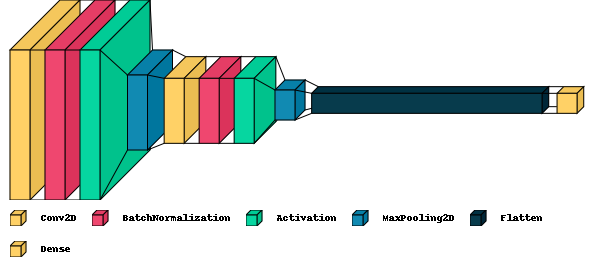 Conv2D BatchNormalization Activation MaxPooling2D Flatten
Dense